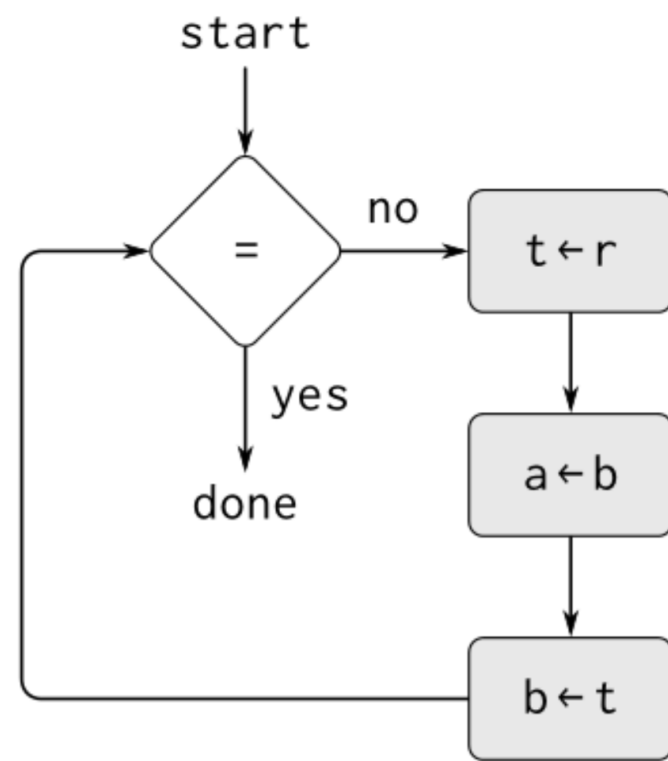 start
=
no
t←r
yes
a←b
done
b←t